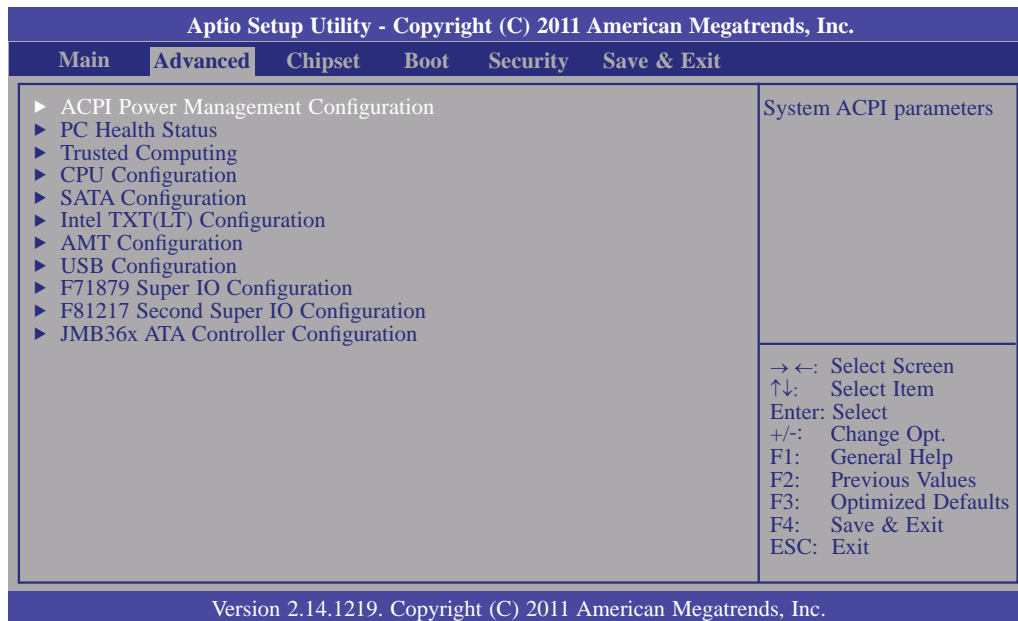 Aptio Setup Utility - Copyright (C) 2011 American Megatrends, Inc.
Main Advanced Chipset Boot Security Save & Exit
► ACPI Power Management Configuration
► PC Health Status
► Trusted Computing
► CPU Configuration
► SATA Configuration
► Intel TXT(LT) Configuration
► AMT Configuration
► USB Configuration
► F71879 Super IO Configuration
► F81217 Second Super IO Configuration
► JMB36x ATA Controller Configuration
System ACPI parameters
→ ←: Select Screen
↑↓: Select Item
Enter: Select
+/-: Change Opt.
F1: General Help
F2: Previous Values
F3: Optimized Defaults
F4: Save & Exit
ESC: Exit
Version 2.14.1219. Copyright (C) 2011 American Megatrends, Inc.